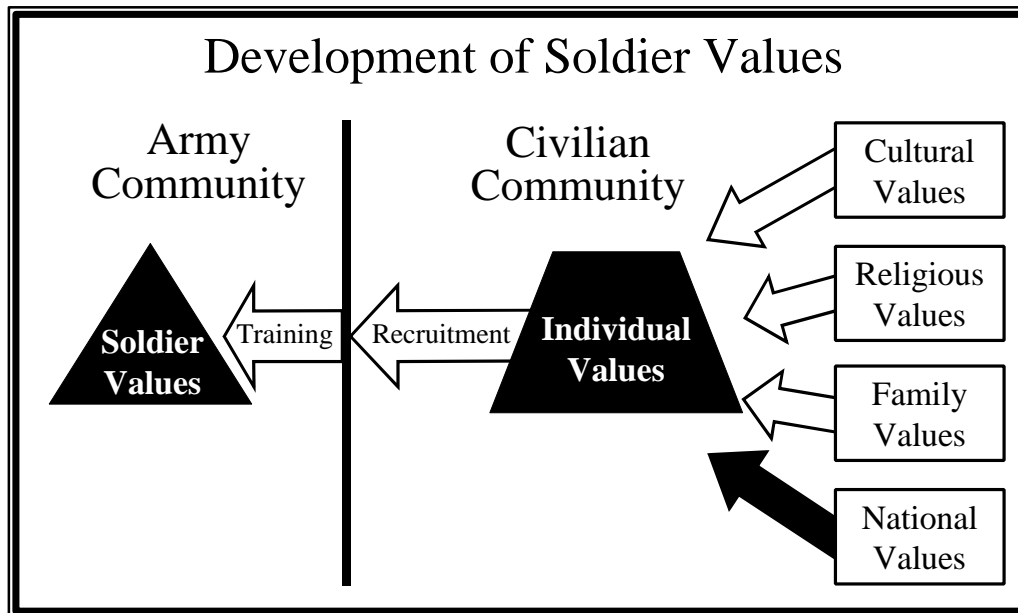 Development of Soldier Values
Army
Community
Civilian
Community
Cultural
Values
Religious
Values
Family
Values
National
Values
Individual
Values
Recruitment
Training
Soldier
Values